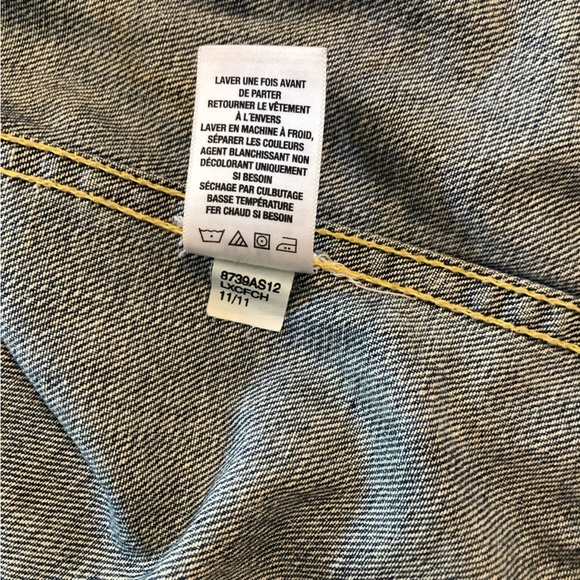 LAVER UNE FOIS AVANT
DE PARTER
RETOURNER LE VÊTEMENT
À L'ENVERS
LAVER EN MACHINE À FROID,
SÉPARER LES COULEURS
AGENT BLANCHISSANT NON
DÉCOLORANT UNIQUEMENT
SI BESOIN
SÉCHAGE PAR CULBUTAGE
BASSE TEMPÉRATURE
FER CHAUD SI BESOIN
8739AS12
LXCFCH
11/11